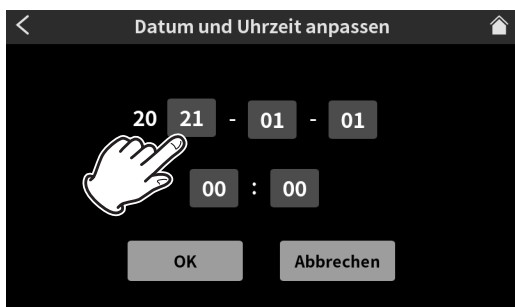 Datum und Uhrzeit anpassen
20 21 - 01 - 01
00 : 00
OK Abbrechen